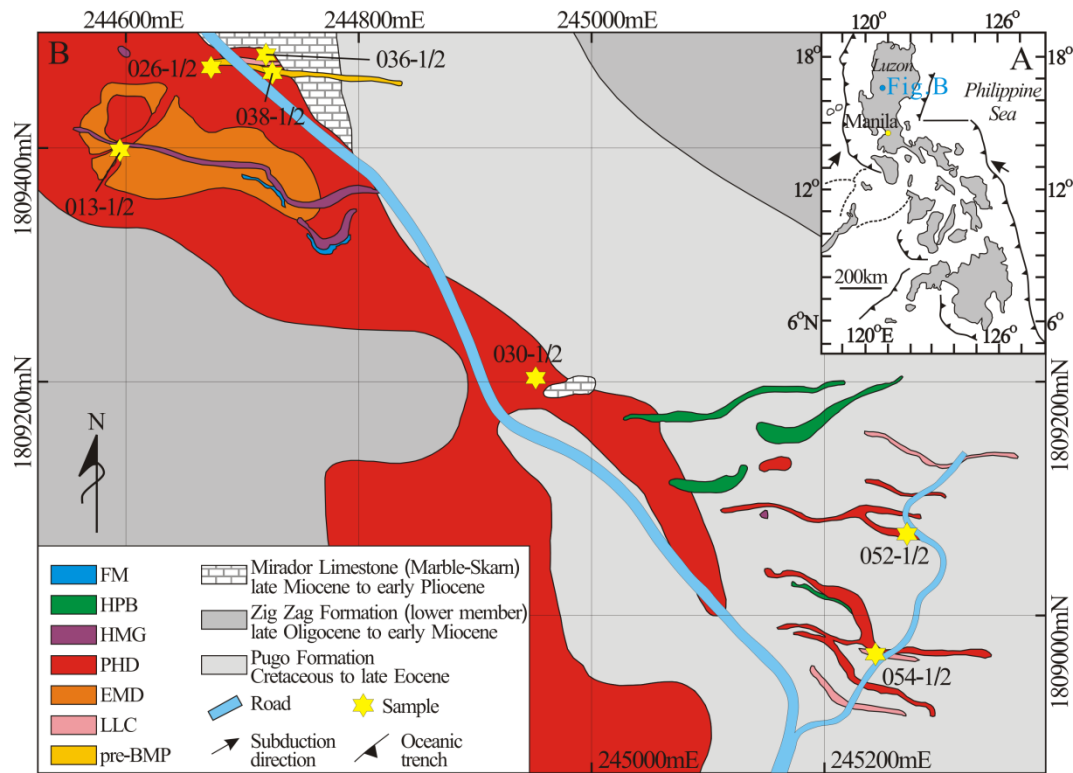 244600mE
244800mE
245000mE
120°
126°
B
A
18°
18°
036-1/2
026-1/2
038-1/2
Luzon
Fig.B
Philippine
Sea
Manila
1809400mN
013-1/2
12°
12°
200km
6°N
120°E
126°
6°
030-1/2
1809200mN
1809200mN
N
052-1/2
054-1/2
1809000mN
FM
HPB
HMG
PHD
EMD
LLC
pre-BMP
Mirador Limestone (Marble-Skarn)
late Miocene to early Pliocene
Zig Zag Formation (lower member)
late Oligocene to early Miocene
Pugo Formation
Cretaceous to late Eocene
Road
Sample
Subduction
direction
Oceanic
trench
245000mE
245200mE